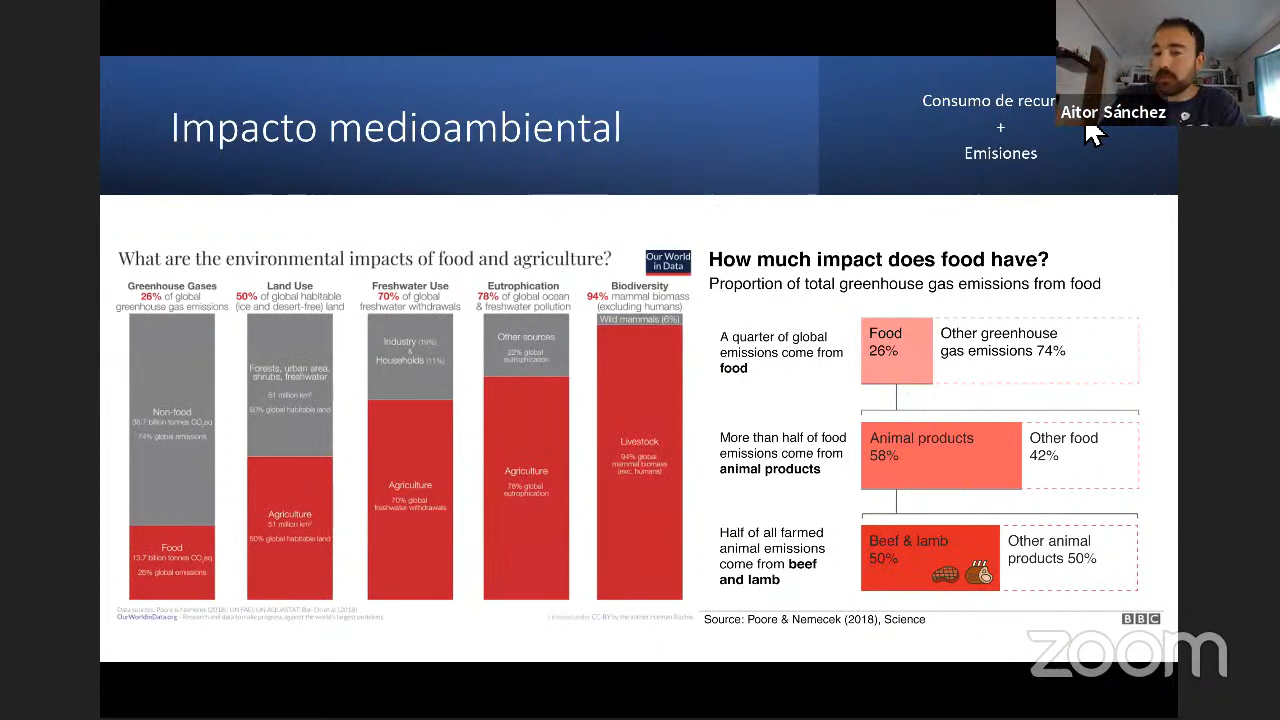 Impacto medioambiental
Consumo de recur
+
Emisiones
Aitor Sánchez
What are the environmental impacts of food and agriculture?
Our World
in Data
Greenhouse Gases
26% of global
greenhouse gas emissions
Land Use
50% of global habitable
(ice and desert-free) land
Freshwater Use
70% of global
freshwater withdrawals
Eutrophication
78% of global ocean
& freshwater pollution
Biodiversity
94% mammal biomass
(excluding humans)
Non-food
38.7 billion tonnes CO₂eq
74% global emissions
Food
13.7 billion tonnes CO₂eq
26% global emissions
Forests, urban area,
shrubs, freshwater
51 million km²
50% global habitable land
Agriculture
51 million km²
50% global habitable land
Industry (19%)
&
Households (11%)
Agriculture
70% global
freshwater withdrawals
Other sources
22% global
eutrophication
Agriculture
78% global
eutrophication
Wild mammals (6%)
Livestock
94% global
mammal biomass
(exc. humans)
Data sources: Poore & Nemecek (2018); UN FAO; UN AQUASTAT; Bar-On et al. (2018).
OurWorldinData.org – Research and data to make progress against the world's largest problems.
Licensed under CC-BY by the author Hannah Ritchie.
How much impact does food have?
Proportion of total greenhouse gas emissions from food
A quarter of global
emissions come from
food
Food
26%
Other greenhouse
gas emissions 74%
More than half of food
emissions come from
animal products
Animal products
58%
Other food
42%
Half of all farmed
animal emissions
come from beef
and lamb
Beef & lamb
50%
Other animal
products 50%
Source: Poore & Nemecek (2018), Science
BBC
zoom